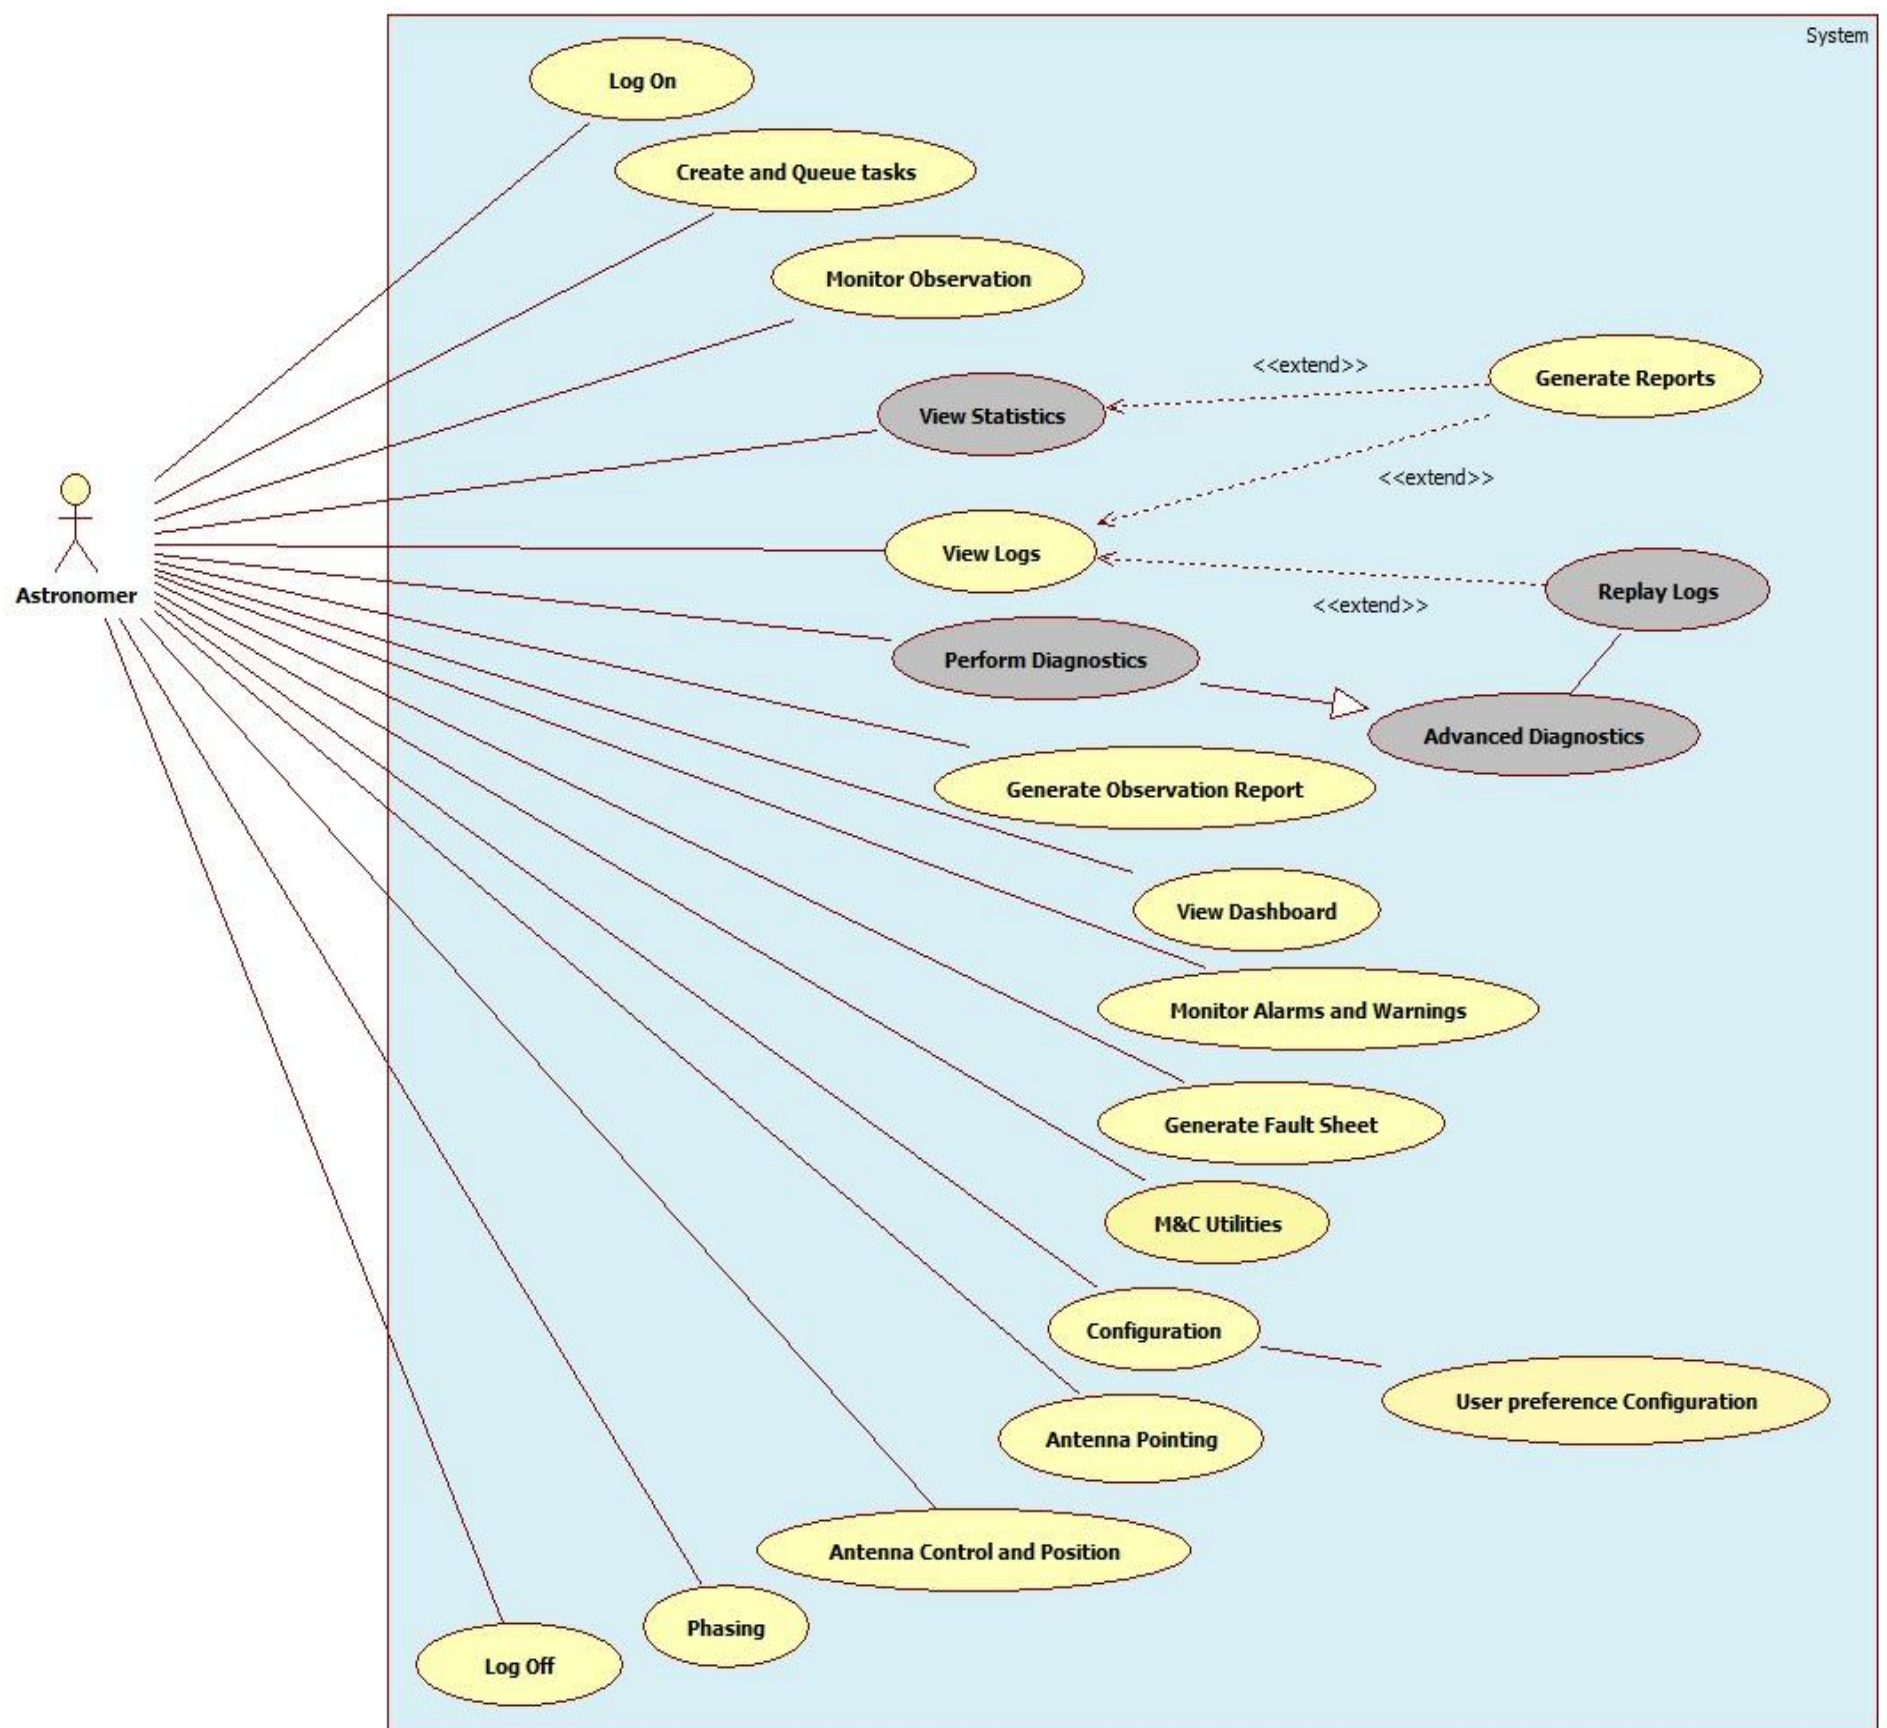 System
Log On
Create and Queue tasks
Monitor Observation
<<extend>>
Generate Reports
View Statistics
<<extend>>
View Logs
Replay Logs
<<extend>>
Perform Diagnostics
Advanced Diagnostics
Astronomer
Generate Observation Report
View Dashboard
Monitor Alarms and Warnings
Generate Fault Sheet
M&C Utilities
Configuration
User preference Configuration
Antenna Pointing
Antenna Control and Position
Phasing
Log Off